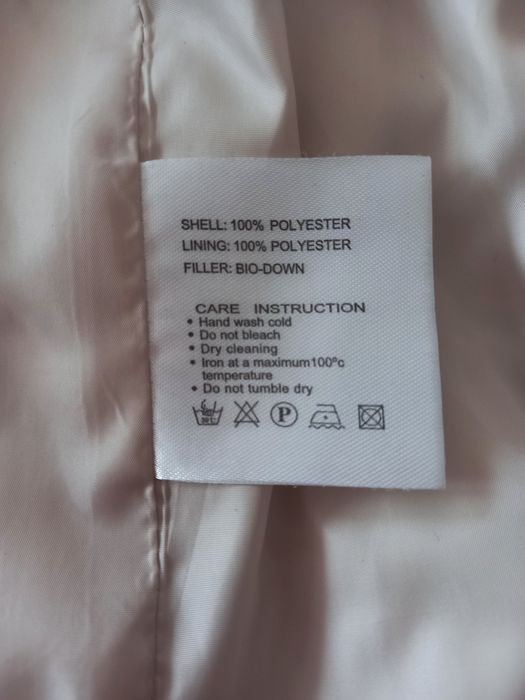 SHELL: 100% POLYESTER
LINING: 100% POLYESTER
FILLER: BIO-DOWN
CARE INSTRUCTION
• Hand wash cold
• Do not bleach
• Dry cleaning
• Iron at a maximum100°c
temperature
• Do not tumble dry
P